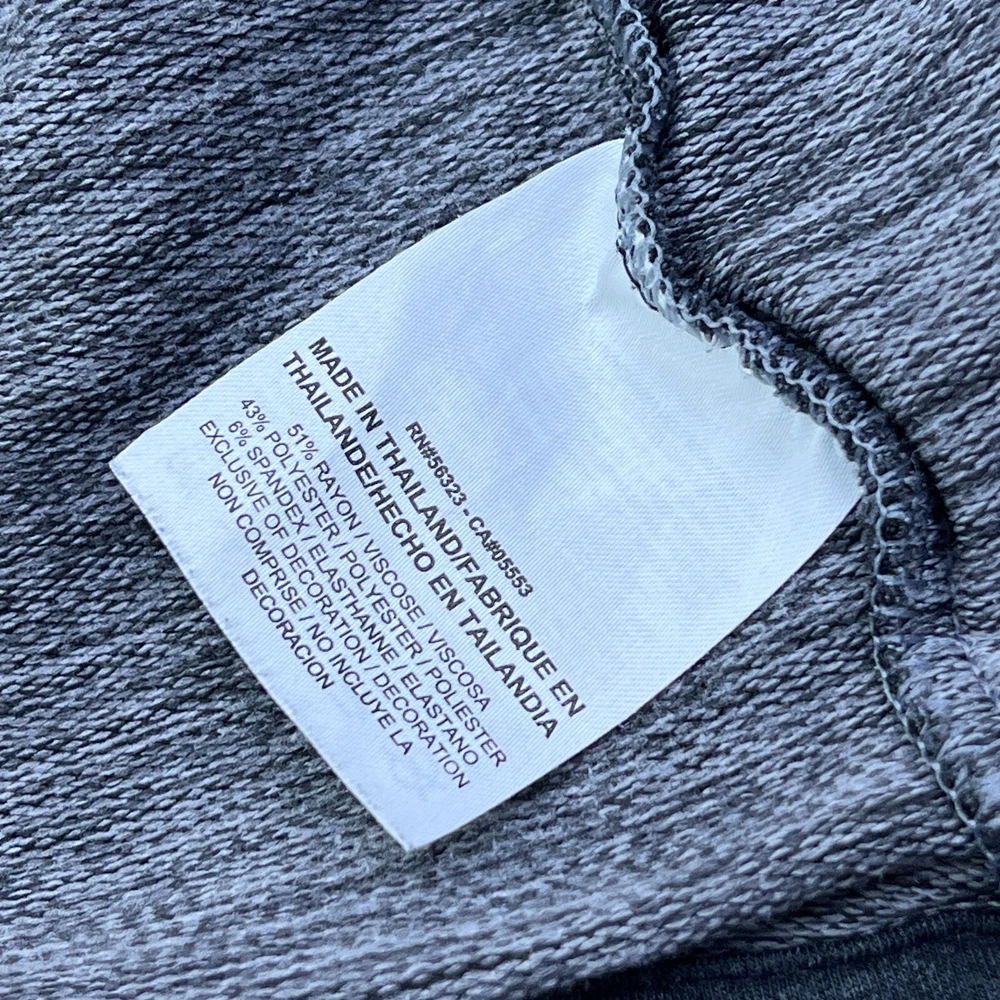 RN#56323 - CA#05553
MADE IN THAILAND/FABRIQUE EN
THAILANDE/HECHO EN TAILANDIA
51% RAYON / VISCOSE / VISCOSA
43% POLYESTER / POLYESTER / POLIESTER
6% SPANDEX / ELASTHANNE / ELASTANO
EXCLUSIVE OF DECORATION / DECORATION
NON COMPRISE / NO INCLUYE LA
DECORACION